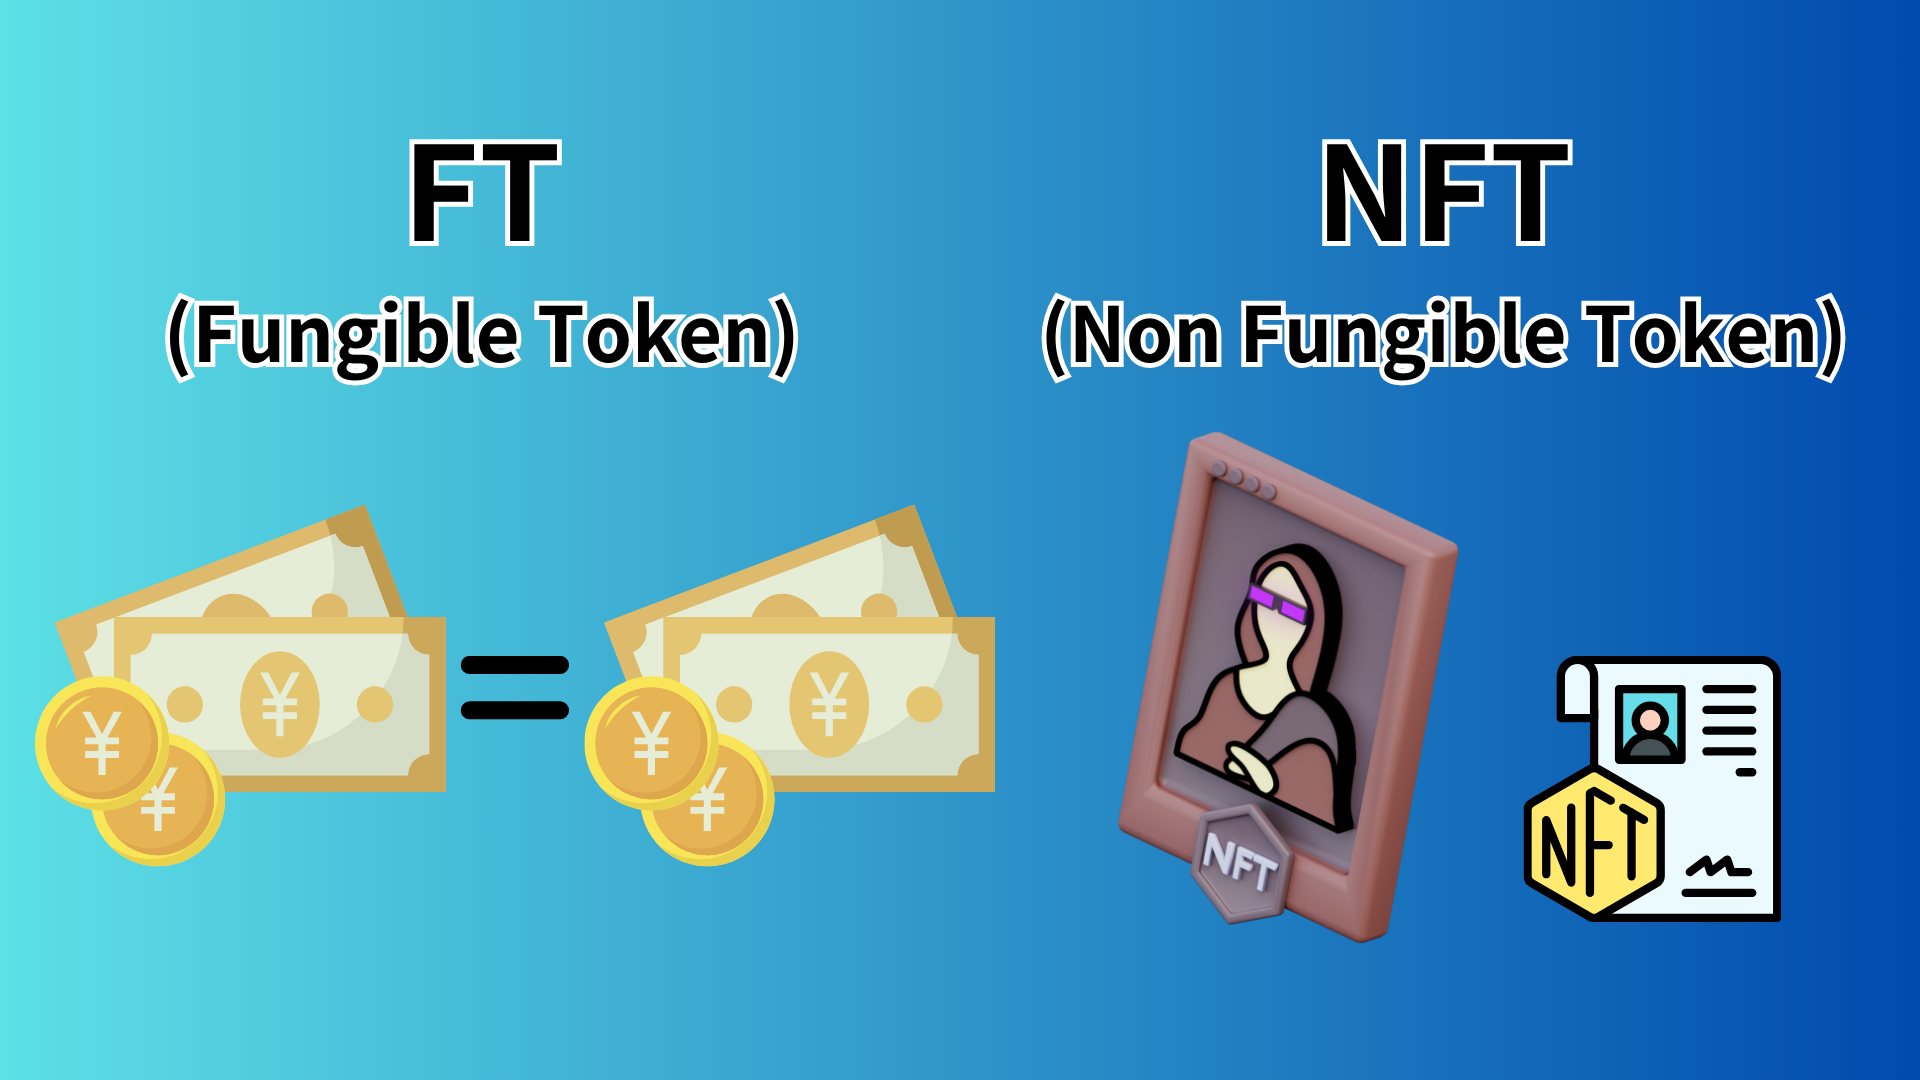 FT
(Fungible Token)
NFT
(Non Fungible Token)
¥
¥
¥
¥
¥
¥
NFT
NFT